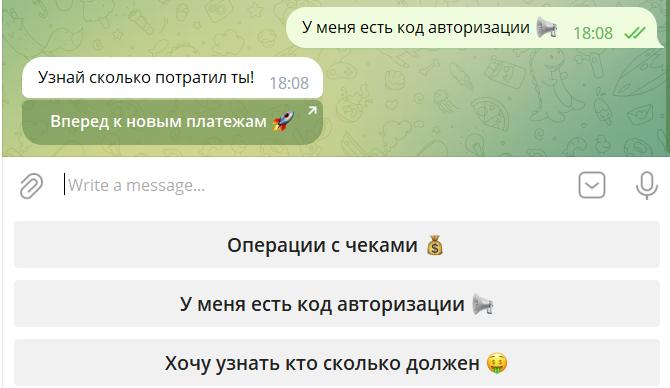 У меня есть код авторизации 📢 18:08
Узнай сколько потратил ты! 18:08
Вперед к новым платежам 🚀
Write a message...
Операции с чеками 💰
У меня есть код авторизации 📢
Хочу узнать кто сколько должен 🤑